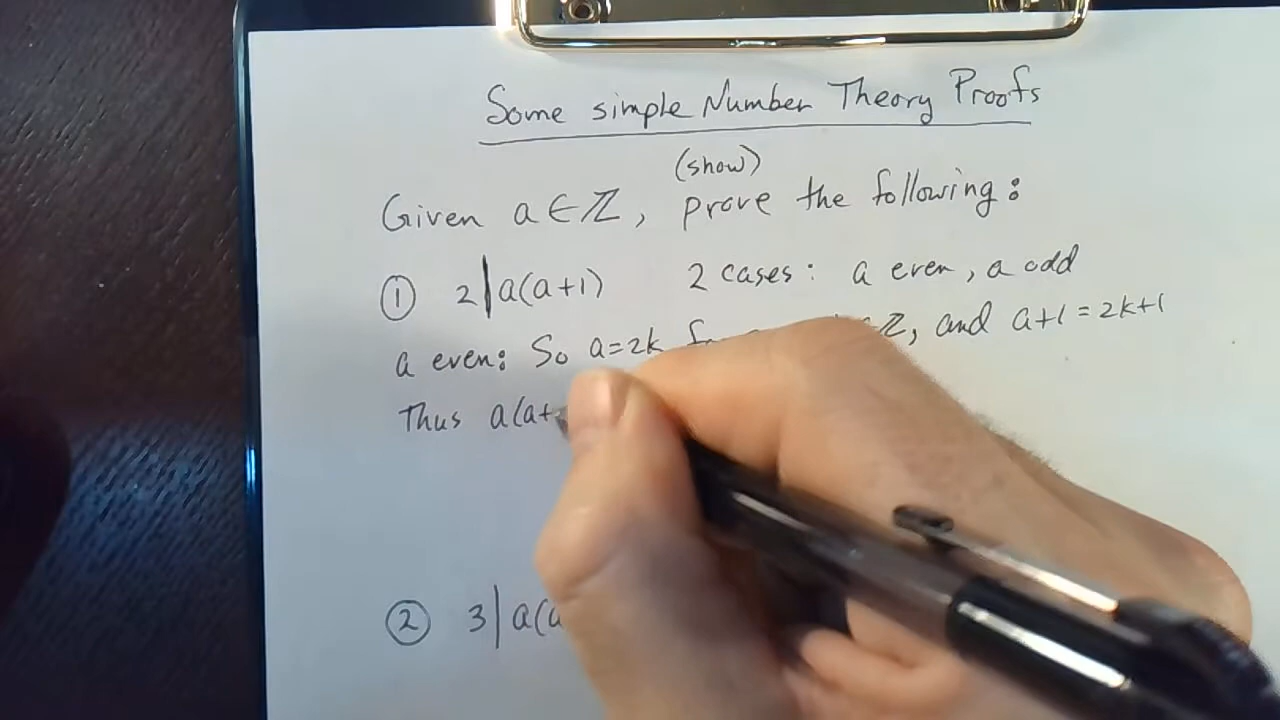 Some simple Number Theory Proofs
(show)
Given a ∈ ℤ, prove the following:
① 2|a(a+1) 2 cases: a even, a odd
a even: So a=2k ℤ, and a+1=2k+1
Thus a(a+
② 3|a(a